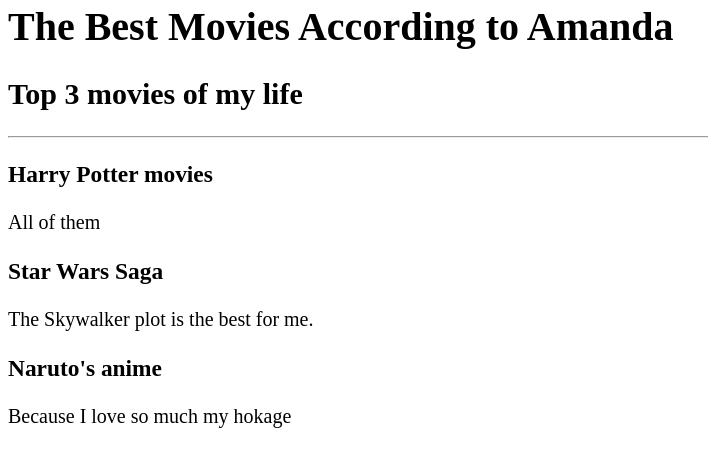 The Best Movies According to Amanda
Top 3 movies of my life
Harry Potter movies
All of them
Star Wars Saga
The Skywalker plot is the best for me.
Naruto's anime
Because I love so much my hokage